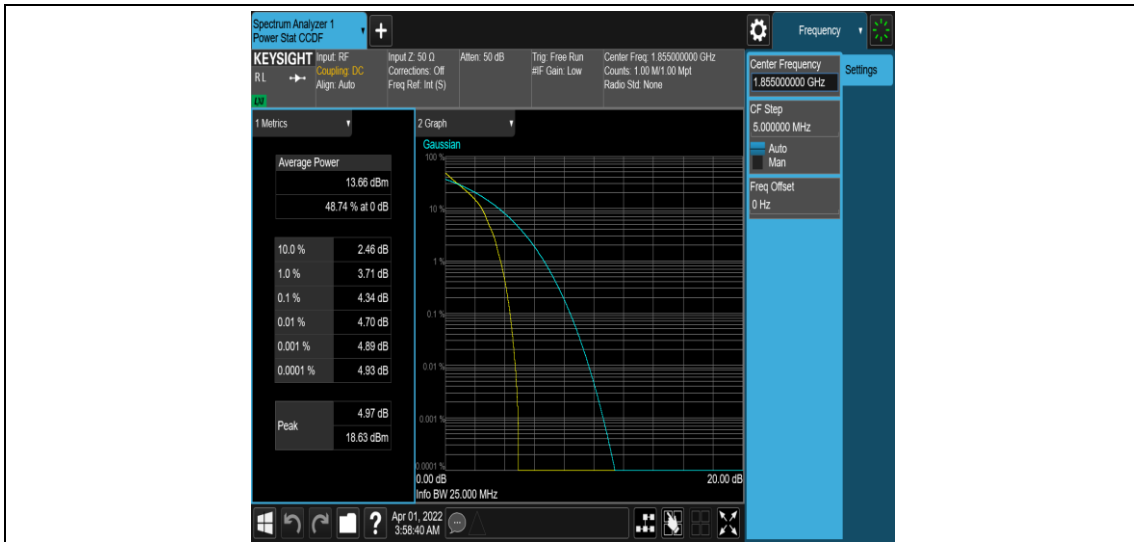 Spectrum Analyzer 1
Power Stat CCDF
+
Frequency
KEYSIGHT
RL
LXI
Input: RF
Coupling: DC
Align: Auto
Input Z: 50 Ω
Corrections: Off
Freq Ref: Int (S)
Atten: 50 dB
Trig: Free Run
#IF Gain: Low
Center Freq: 1.855000000 GHz
Counts: 1.00 M/1.00 Mpt
Radio Std: None
Center Frequency
1.855000000 GHz
Settings
CF Step
5.000000 MHz
Auto
Man
Freq Offset
0 Hz
1 Metrics
Average Power
13.66 dBm
48.74 % at 0 dB
10.0 % 2.46 dB
1.0 % 3.71 dB
0.1 % 4.34 dB
0.01 % 4.70 dB
0.001 % 4.89 dB
0.0001 % 4.93 dB
Peak
4.97 dB
18.63 dBm
2 Graph
Gaussian
100 %
10 %
1 %
0.1 %
0.01 %
0.001 %
0.0001 %
0.00 dB 20.00 dB
Info BW 25.000 MHz
?
Apr 01, 2022
3:58:40 AM